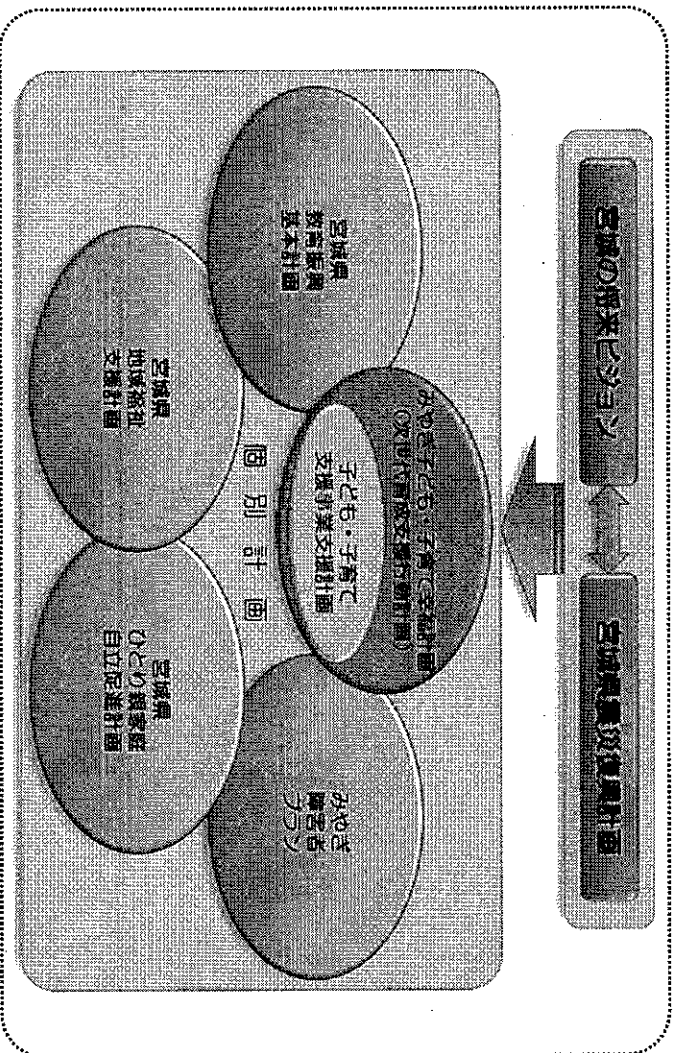 宮城の将来ビジョン
宮城県震災復興計画
みやぎ子ども・子育て幸福計画
（次世代育成支援行動計画）
子ども・子育て
支援事業支援計画
宮城県
教育振興
基本計画
みやぎ
障害者
プラン
個別計画
宮城県
地域福祉
支援計画
宮城県
ひとり親家庭
自立促進計画